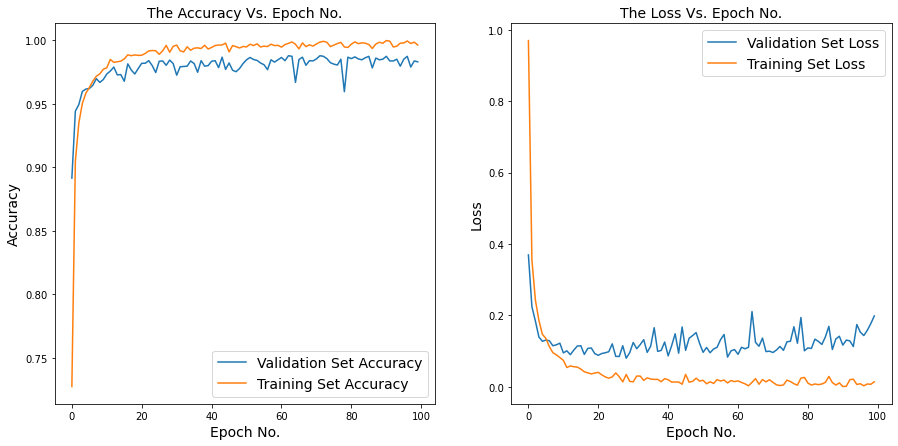 The Accuracy Vs. Epoch No.
1.00
0.95
0.90
0.85
0.80
0.75
Accuracy
Validation Set Accuracy
Training Set Accuracy
0 20 40 60 80 100
Epoch No.
The Loss Vs. Epoch No.
1.0
0.8
0.6
0.4
0.2
0.0
Loss
Validation Set Loss
Training Set Loss
0 20 40 60 80 100
Epoch No.